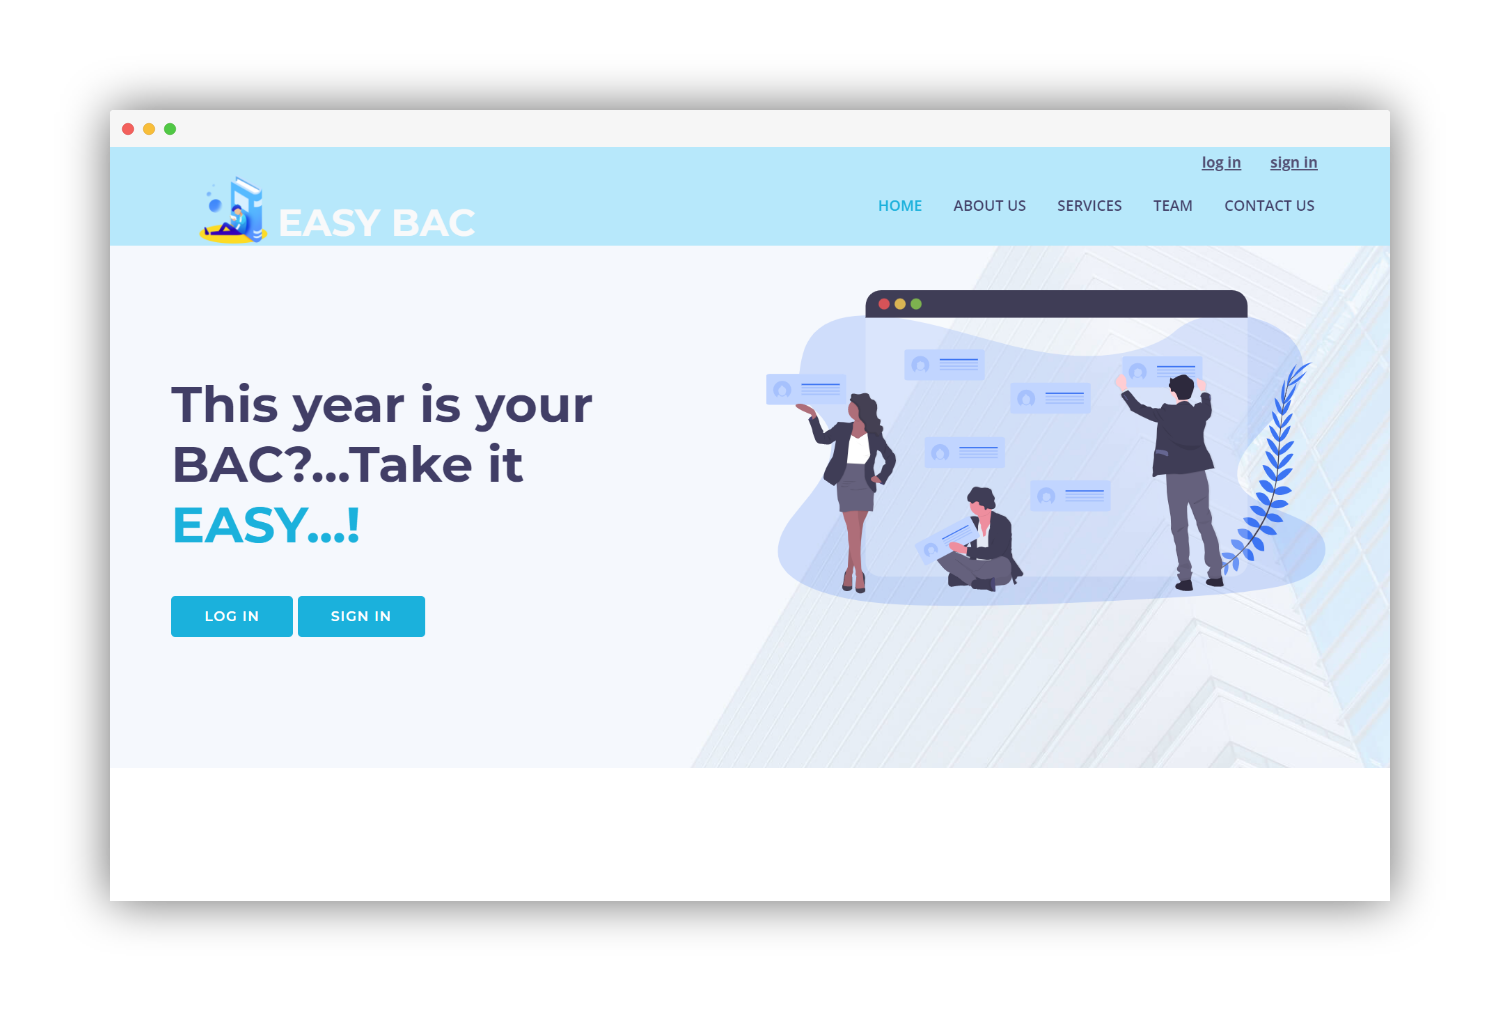 log in sign in
EASY BAC
HOME ABOUT US SERVICES TEAM CONTACT US
This year is your
BAC?...Take it
EASY...!
LOG IN SIGN IN